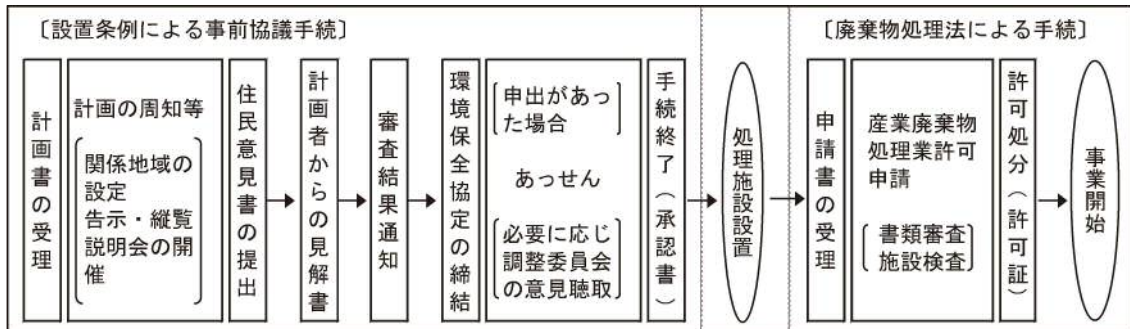 〔設置条例による事前協議手続〕
計画書の受理
計画の周知等
関係地域の
設定
告示・縦覧
説明会の開
催
住民意見書の提出
計画者からの見解書
審査結果通知
環境保全協定の締結
申出があっ
た場合
あっせん
必要に応じ
調整委員会
の意見聴取
手続終了（承認書）
処理施設設置
〔廃棄物処理法による手続〕
申請書の受理
産業廃棄物
処理業許可
申請
書類審査
施設検査
許可処分（許可証）
事業開始